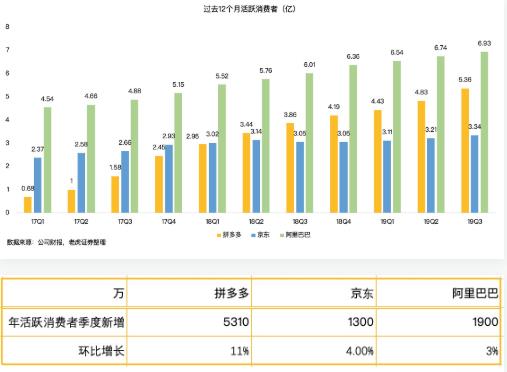 过去12个月活跃消费者（亿）
8
7
6
5
4
3
2
1
0
0.68 2.37 4.54
1 2.58 4.66
1.58 2.66 4.88
2.45 2.93 5.15
2.95 3.02 5.52
3.44 3.14 5.76
3.86 3.05 6.01
4.19 3.05 6.36
4.43 3.11 6.54
4.83 3.21 6.74
5.36 3.34 6.93
17Q1 17Q2 17Q3 17Q4 18Q1 18Q2 18Q3 18Q4 19Q1 19Q2 19Q3
拼多多 京东 阿里巴巴
数据来源：公司财报，老虎证券整理
万 拼多多 京东 阿里巴巴
年活跃消费者季度新增 5310 1300 1900
环比增长 11% 4.00% 3%